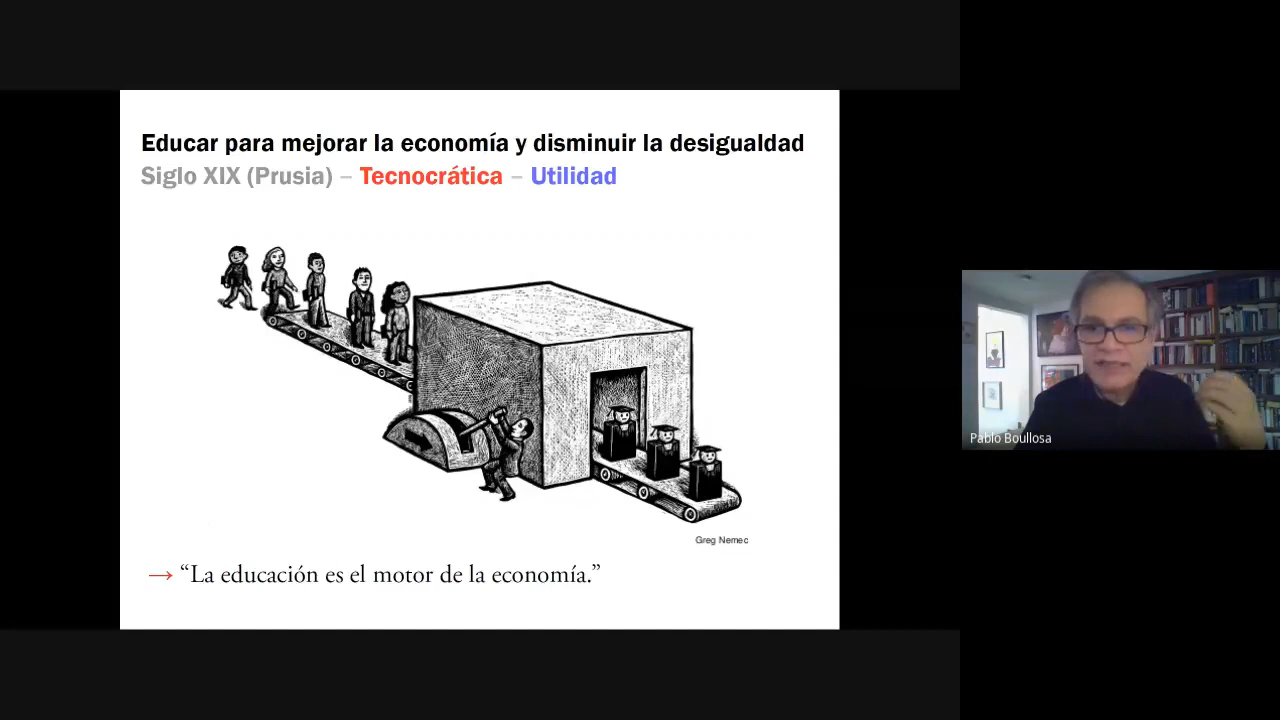 Educar para mejorar la economía y disminuir la desigualdad
Siglo XIX (Prusia) – Tecnocrática – Utilidad
Greg Nemec
→ “La educación es el motor de la economía.”
Pablo Boullosa